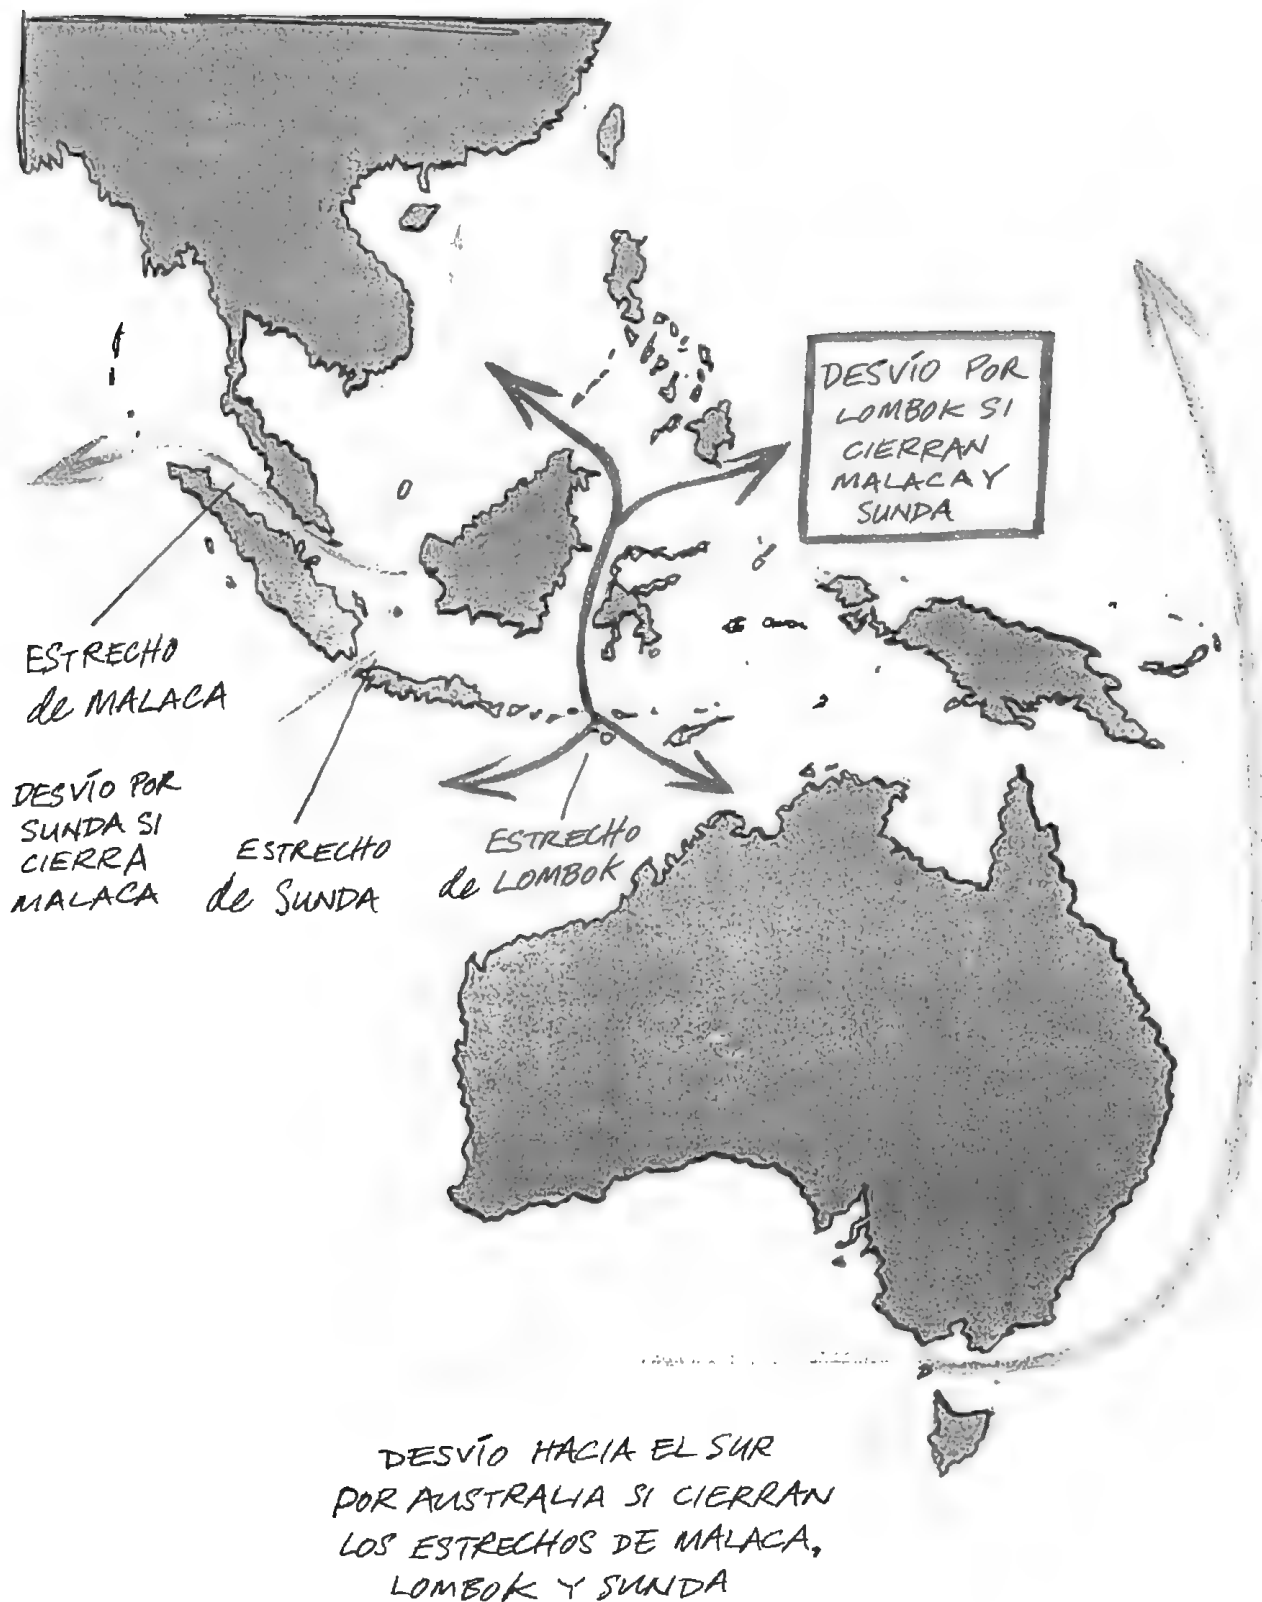 DESVÍO POR
LOMBOK SI
CIERRAN
MALACA Y
SUNDA
ESTRECHO
de MALACA
DESVÍO POR
SUNDA SI
CIERRA
MALACA
ESTRECHO
de SUNDA
ESTRECHO
de LOMBOK
DESVÍO HACIA EL SUR
POR AUSTRALIA SI CIERRAN
LOS ESTRECHOS DE MALACA,
LOMBOK Y SUNDA